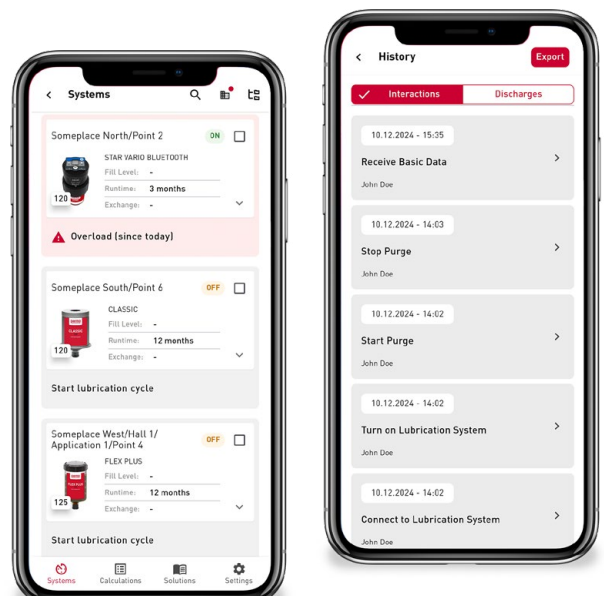 Systems
Someplace North/Point 2
ON
STAR VARIO BLUETOOTH
Fill Level: -
Runtime: 3 months
120
Exchange: -
Overload (since today)
Someplace South/Point 6
OFF
CLASSIC
Fill Level: -
CLASSIC
Runtime: 12 months
120
Exchange: -
Start lubrication cycle
Someplace West/Hall 1/
Application 1/Point 4
OFF
FLEX PLUS
Fill Level: -
Runtime: 12 months
125
Exchange: -
Start lubrication cycle
Systems
Calculations
Solutions
Settings
History
Export
Interactions
Discharges
10.12.2024 - 15:35
Receive Basic Data
John Doe
10.12.2024 - 14:03
Stop Purge
John Doe
10.12.2024 - 14:02
Start Purge
John Doe
10.12.2024 - 14:02
Turn on Lubrication System
John Doe
10.12.2024 - 14:02
Connect to Lubrication System
John Doe